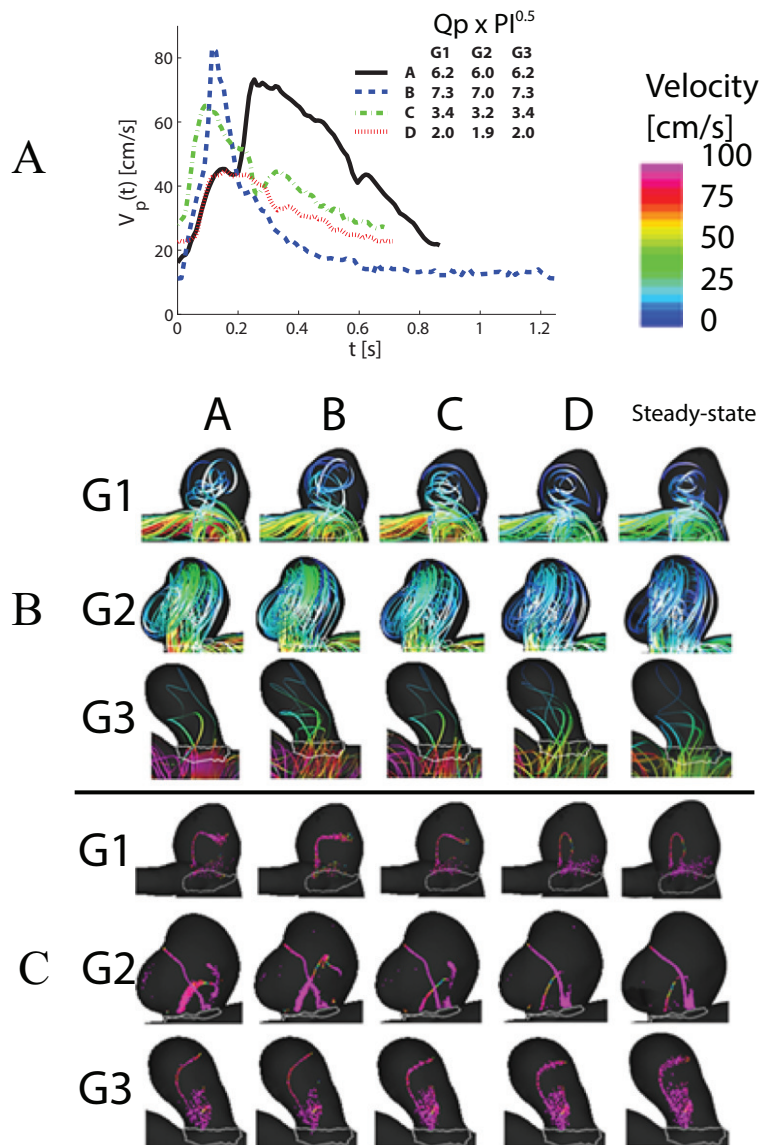 A
Qp x PI^0.5
G1 G2 G3
A 6.2 6.0 6.2
B 7.3 7.0 7.3
C 3.4 3.2 3.4
D 2.0 1.9 2.0
V_p(t) [cm/s]
80
60
40
20
0
0 0.2 0.4 0.6 0.8 1 1.2
t [s]
Velocity
[cm/s]
100
75
50
25
0
A B C D Steady-state
B
G1
G2
G3
C
G1
G2
G3